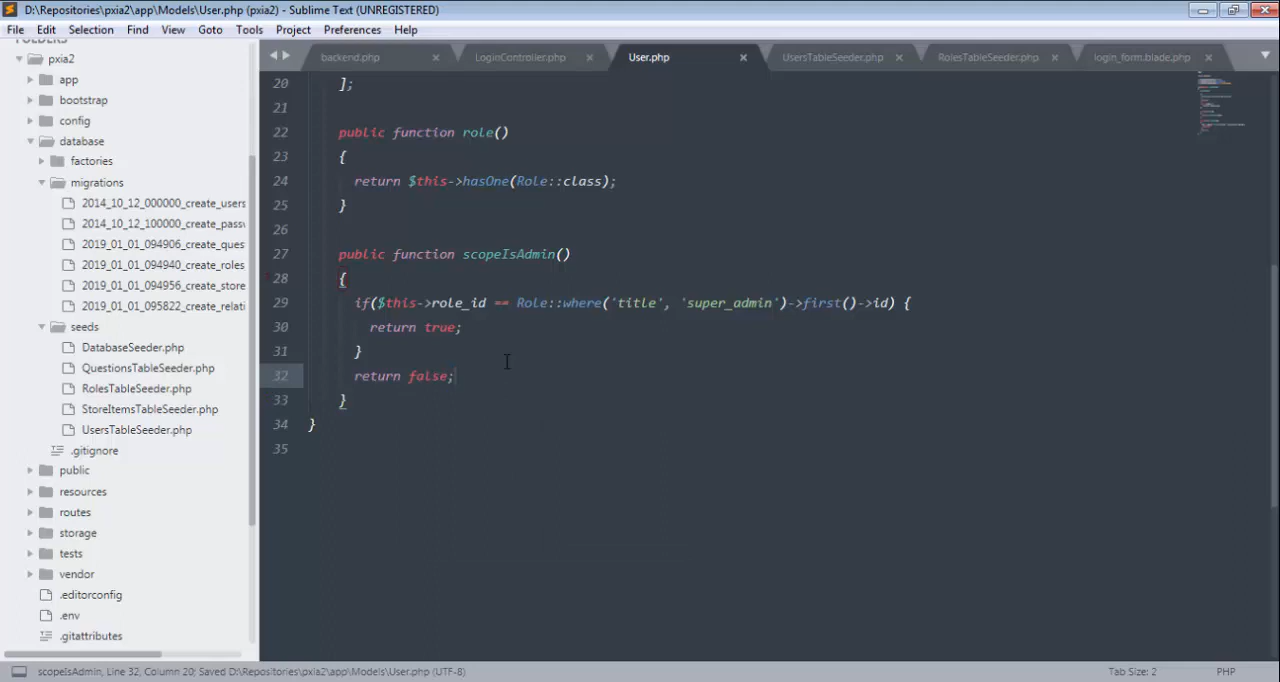 D:\Repositories\pxia2\app\Models\User.php (pxia2) - Sublime Text (UNREGISTERED)
File Edit Selection Find View Goto Tools Project Preferences Help
FOLDERS
pxia2
app
bootstrap
config
database
factories
migrations
2014_10_12_000000_create_users
2014_10_12_100000_create_pass
2019_01_01_094906_create_ques
2019_01_01_094940_create_roles
2019_01_01_094956_create_store
2019_01_01_095822_create_relati
seeds
DatabaseSeeder.php
QuestionsTableSeeder.php
RolesTableSeeder.php
StoreItemsTableSeeder.php
UsersTableSeeder.php
.gitignore
public
resources
routes
storage
tests
vendor
.editorconfig
.env
.gitattributes
backend.php LoginController.php User.php UsersTableSeeder.php RolesTableSeeder.php login_form.blade.php
20 ];
21
22 public function role()
23 {
24 return $this->hasOne(Role::class);
25 }
26
27 public function scopeIsAdmin()
28 {
29 if($this->role_id == Role::where('title', 'super_admin')->first()->id) {
30 return true;
31 }
32 return false;
33 }
34 }
35
scopeIsAdmin, Line 32, Column 20; Saved D:\Repositories\pxia2\app\Models\User.php (UTF-8) Tab Size: 2 PHP